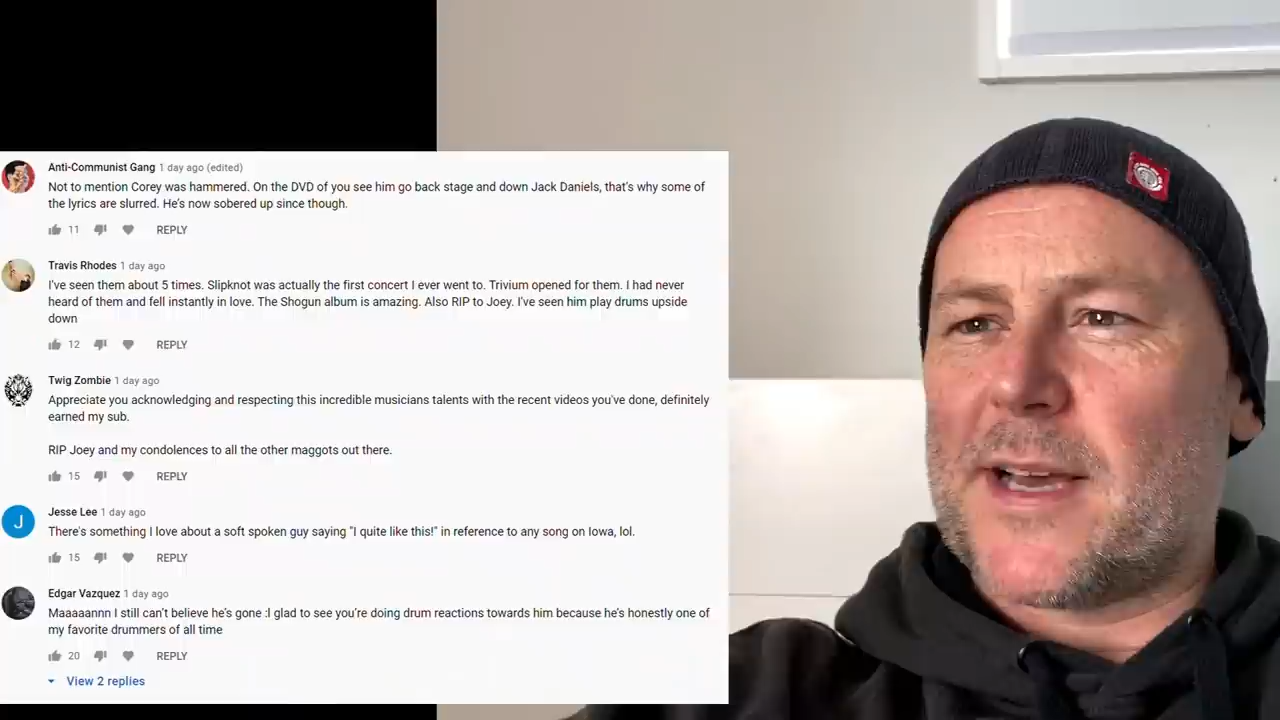 Anti-Communist Gang 1 day ago (edited)
Not to mention Corey was hammered. On the DVD of you see him go back stage and down Jack Daniels, that's why some of
the lyrics are slurred. He's now sobered up since though.
11 REPLY
Travis Rhodes 1 day ago
I've seen them about 5 times. Slipknot was actually the first concert I ever went to. Trivium opened for them. I had never
heard of them and fell instantly in love. The Shogun album is amazing. Also RIP to Joey. I've seen him play drums upside
down
12 REPLY
Twig Zombie 1 day ago
Appreciate you acknowledging and respecting this incredible musicians talents with the recent videos you've done, definitely
earned my sub.
RIP Joey and my condolences to all the other maggots out there.
15 REPLY
J
Jesse Lee 1 day ago
There's something I love about a soft spoken guy saying "I quite like this!" in reference to any song on Iowa, lol.
15 REPLY
Edgar Vazquez 1 day ago
Maaaaannn I still can't believe he's gone :I glad to see you're doing drum reactions towards him because he's honestly one of
my favorite drummers of all time
20 REPLY
View 2 replies